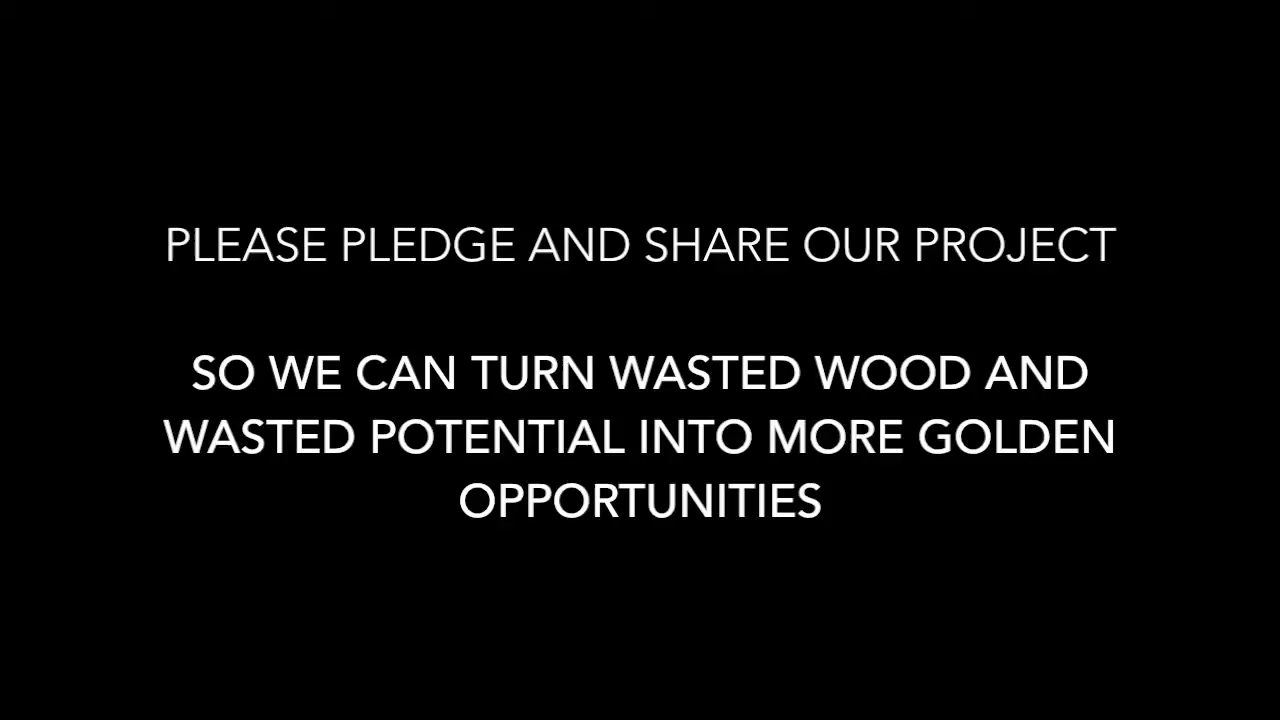 PLEASE PLEDGE AND SHARE OUR PROJECT
SO WE CAN TURN WASTED WOOD AND
WASTED POTENTIAL INTO MORE GOLDEN
OPPORTUNITIES